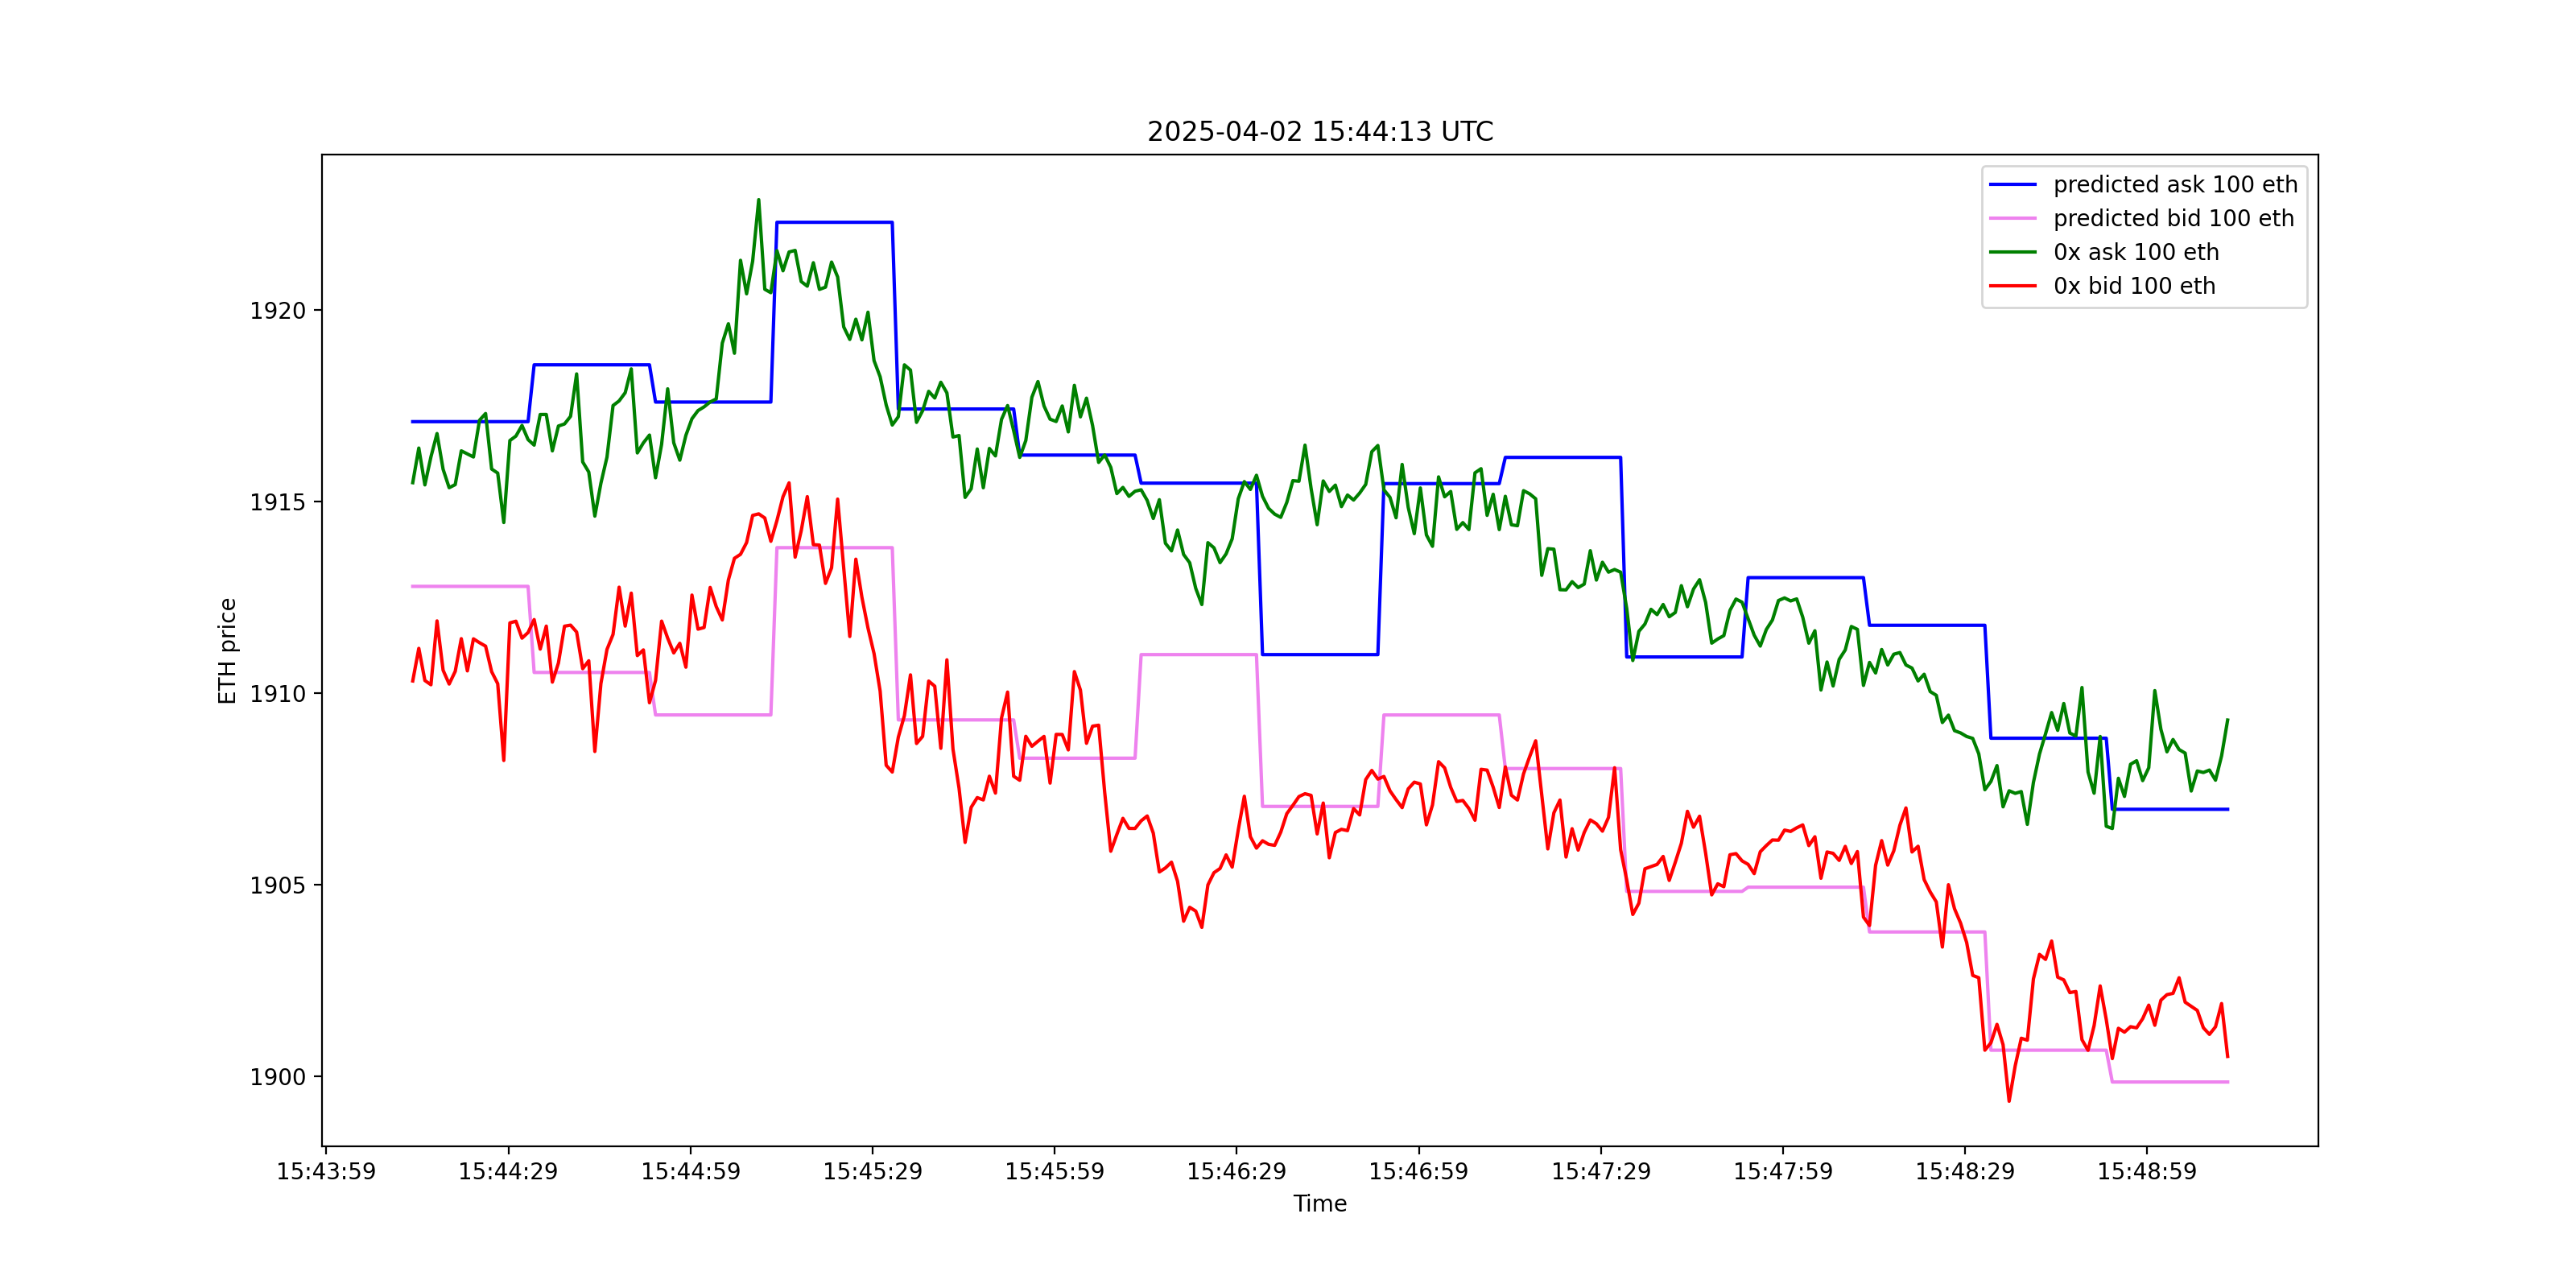 2025-04-02 15:44:13 UTC
predicted ask 100 eth
predicted bid 100 eth
0x ask 100 eth
0x bid 100 eth
ETH price
1920
1915
1910
1905
1900
15:43:59 15:44:29 15:44:59 15:45:29 15:45:59 15:46:29 15:46:59 15:47:29 15:47:59 15:48:29 15:48:59
Time